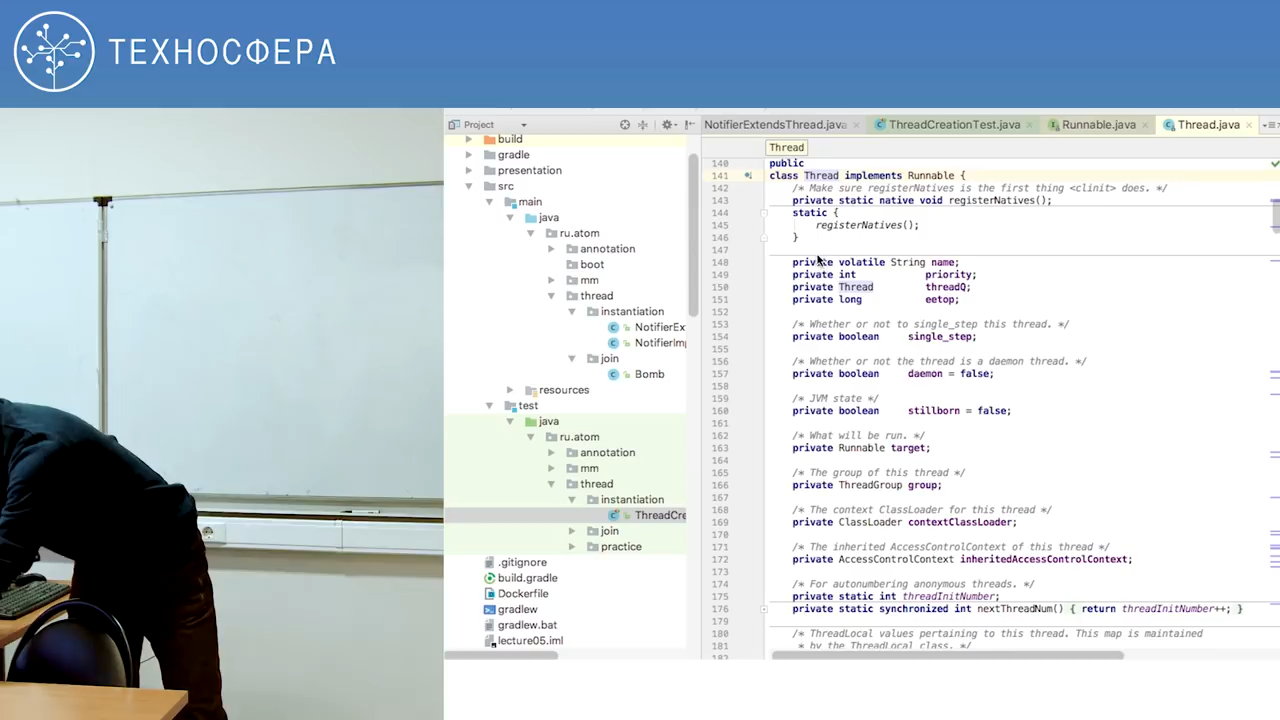 ТЕХНОСФЕРА
Project
NotifierExtendsThread.java
ThreadCreationTest.java
Runnable.java
Thread.java
build
gradle
presentation
src
main
java
ru.atom
annotation
boot
mm
thread
instantiation
NotifierEx
NotifierImp
join
Bomb
resources
test
java
ru.atom
annotation
mm
thread
instantiation
ThreadCre
join
practice
.gitignore
build.gradle
Dockerfile
gradlew
gradlew.bat
lecture05.iml
Thread
140 public
141 class Thread implements Runnable {
142 /* Make sure registerNatives is the first thing <clinit> does. */
143 private static native void registerNatives();
144 static {
145 registerNatives();
146 }
147
148 private volatile String name;
149 private int priority;
150 private Thread threadQ;
151 private long eetop;
152
153 /* Whether or not to single_step this thread. */
154 private boolean single_step;
155
156 /* Whether or not the thread is a daemon thread. */
157 private boolean daemon = false;
158
159 /* JVM state */
160 private boolean stillborn = false;
161
162 /* What will be run. */
163 private Runnable target;
164
165 /* The group of this thread */
166 private ThreadGroup group;
167
168 /* The context ClassLoader for this thread */
169 private ClassLoader contextClassLoader;
170
171 /* The inherited AccessControlContext of this thread */
172 private AccessControlContext inheritedAccessControlContext;
173
174 /* For autonumbering anonymous threads. */
175 private static int threadInitNumber;
176 private static synchronized int nextThreadNum() { return threadInitNumber++; }
179
180 /* ThreadLocal values pertaining to this thread. This map is maintained
181 * by the ThreadLocal class. */
182